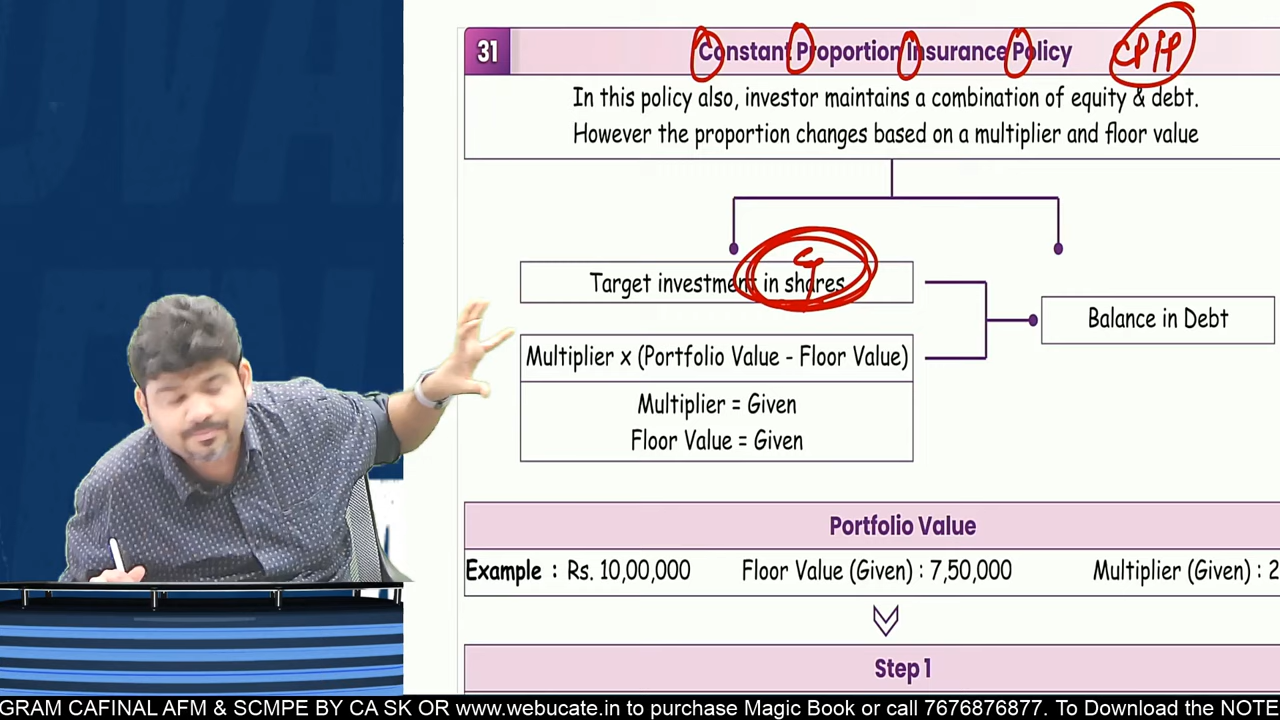 31
Constant Proportion Insurance Policy
CPIP
In this policy also, investor maintains a combination of equity & debt.
However the proportion changes based on a multiplier and floor value
Target investment in shares
Multiplier x (Portfolio Value - Floor Value)
Balance in Debt
Multiplier = Given
Floor Value = Given
Portfolio Value
Example : Rs. 10,00,000 Floor Value (Given) : 7,50,000 Multiplier (Given) : 2
Step 1
GRAM CAFINAL AFM & SCMPE BY CA SK OR www.webucate.in to purchase Magic Book or call 7676876877. To Download the NOTE